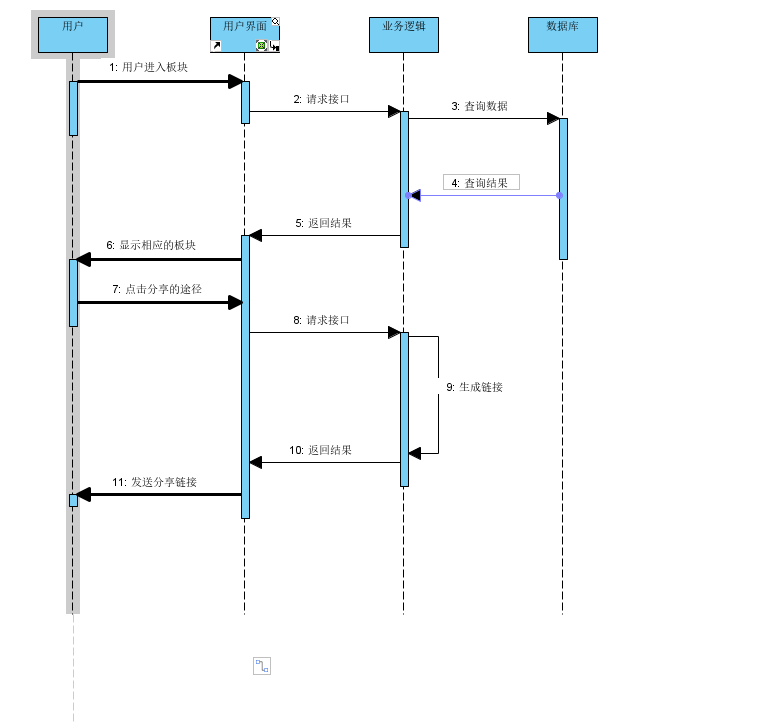 用户
用户界面
业务逻辑
数据库
1: 用户进入板块
2: 请求接口
3: 查询数据
4: 查询结果
5: 返回结果
6: 显示相应的板块
7: 点击分享的途径
8: 请求接口
9: 生成链接
10: 返回结果
11: 发送分享链接